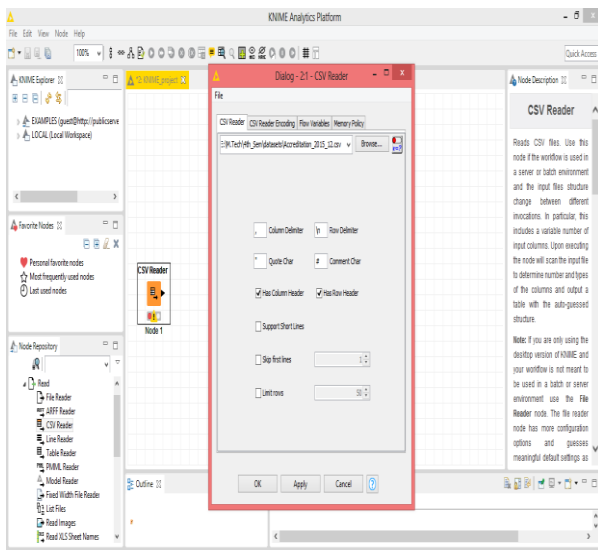 KNIME Analytics Platform
File Edit View Node Help
100%
Quick Access
KNIME Explorer
EXAMPLES (guest@http://publicserve
LOCAL (Local Workspace)
Favorite Nodes
Personal favorite nodes
Most frequently used nodes
Last used nodes
Node Repository
Read
File Reader
ARFF Reader
CSV Reader
Line Reader
Table Reader
PMML Reader
Model Reader
Fixed Width File Reader
List Files
Read Images
Read XLS Sheet Names
*2: KNIME_project
CSV Reader
Node 1
Outline
Dialog - 2:1 - CSV Reader
File
CSV Reader CSV Reader Encoding Flow Variables Memory Policy
E:\M.Tech\4th_Sem\datasets\Accreditation_2015_12.csv Browse...
, Column Delimiter \n Row Delimiter
" Quote Char # Comment Char
Has Column Header Has Row Header
Support Short Lines
Skip first lines 1
Limit rows 50
OK Apply Cancel ?
Node Description
CSV Reader
Reads CSV files. Use this
node if the workflow is used in
a server or batch environment
and the input files structure
change between different
invocations. In particular, this
includes a variable number of
input columns. Upon executing
the node will scan the input file
to determine number and types
of the columns and output a
table with the auto-guessed
structure.
Note: If you are only using the
desktop version of KNIME and
your workflow is not meant to
be used in a batch or server
environment use the File
Reader node. The file reader
node has more configuration
options and guesses
meaningful default settings as